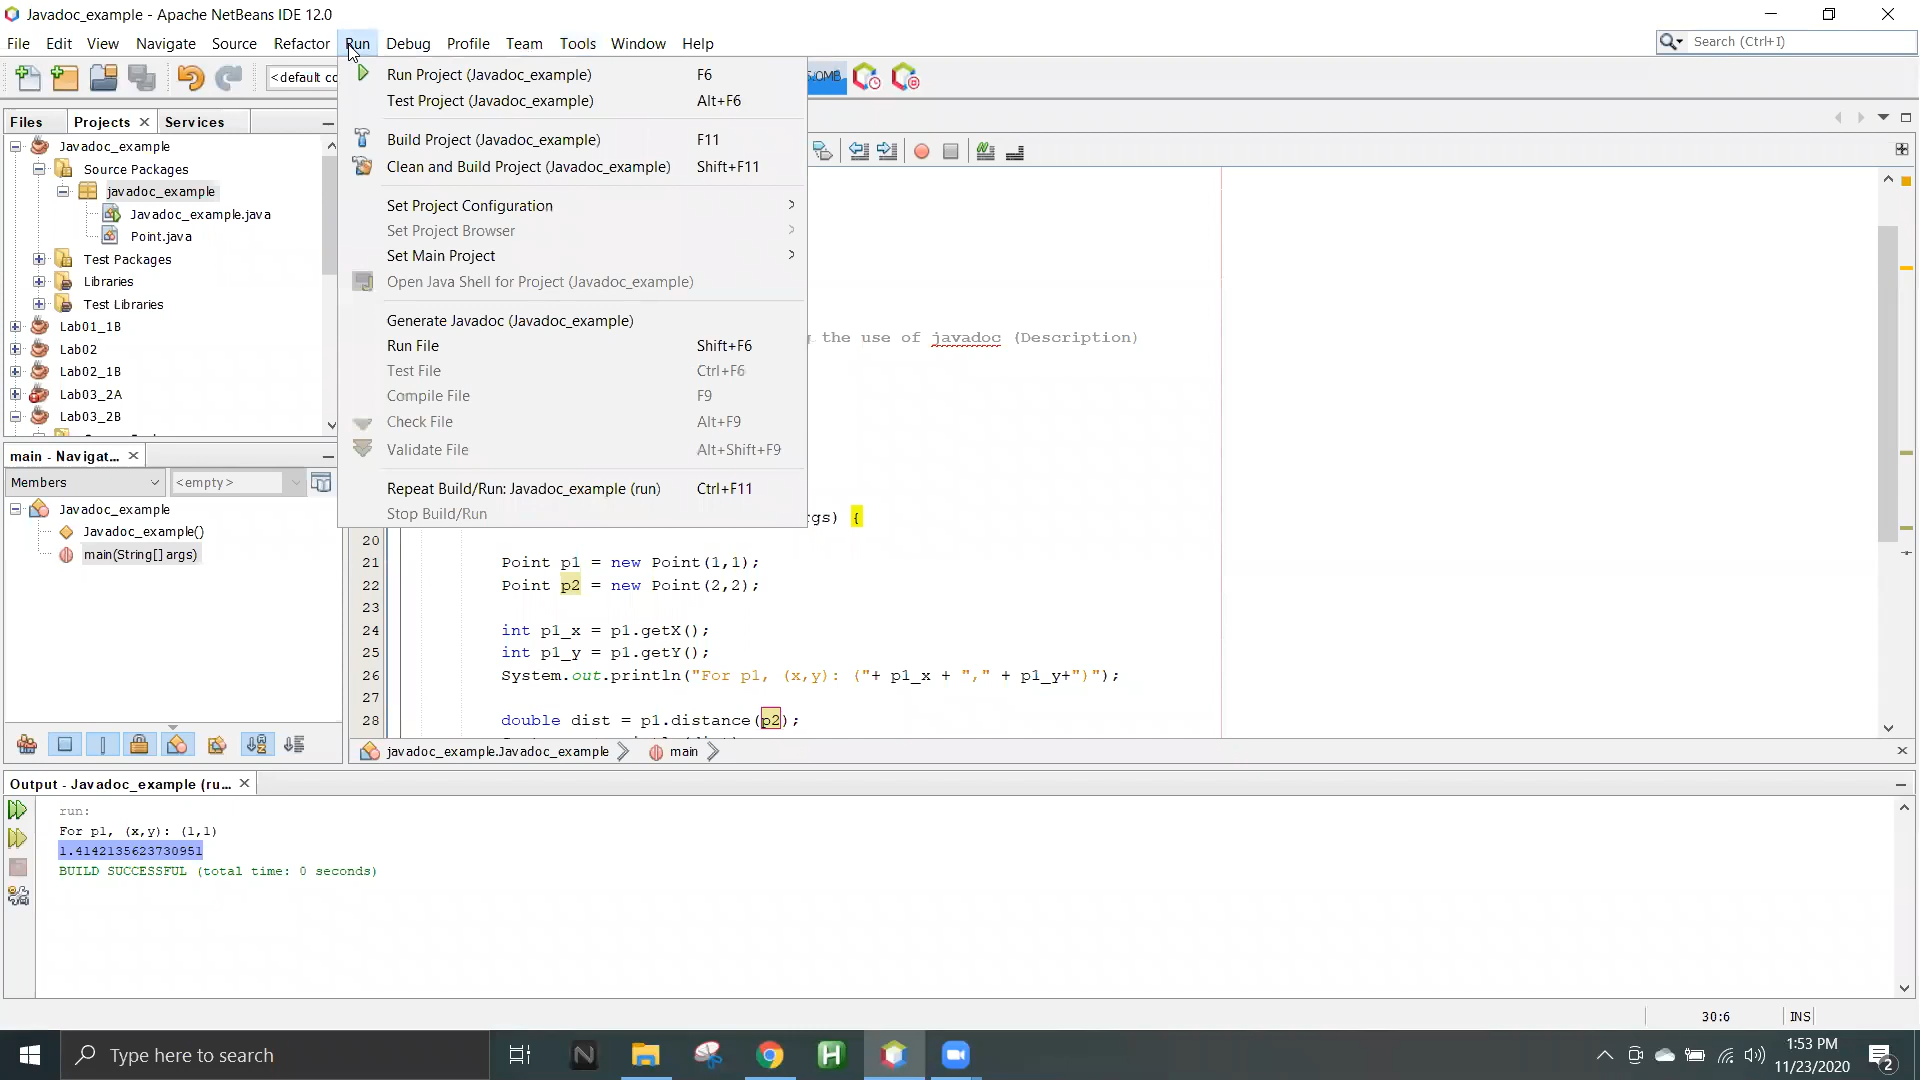 Javadoc_example - Apache NetBeans IDE 12.0
File Edit View Navigate Source Refactor Run Debug Profile Team Tools Window Help
Search (Ctrl+I)
<default co
Run Project (Javadoc_example) F6
Test Project (Javadoc_example) Alt+F6
Build Project (Javadoc_example) F11
Clean and Build Project (Javadoc_example) Shift+F11
Set Project Configuration
Set Project Browser
Set Main Project
Open Java Shell for Project (Javadoc_example)
Generate Javadoc (Javadoc_example)
Run File Shift+F6
Test File Ctrl+F6
Compile File F9
Check File Alt+F9
Validate File Alt+Shift+F9
Repeat Build/Run: Javadoc_example (run) Ctrl+F11
Stop Build/Run
Files Projects Services
Javadoc_example
Source Packages
javadoc_example
Javadoc_example.java
Point.java
Test Packages
Libraries
Test Libraries
Lab01_1B
Lab02
Lab02_1B
Lab03_2A
Lab03_2B
main - Navigat...
Members <empty>
Javadoc_example
Javadoc_example()
main(String[] args)
the use of javadoc (Description)
gs) {
20
21 Point p1 = new Point(1,1);
22 Point p2 = new Point(2,2);
23
24 int p1_x = p1.getX();
25 int p1_y = p1.getY();
26 System.out.println("For p1, (x,y): ("+ p1_x + "," + p1_y+")");
27
28 double dist = p1.distance(p2);
javadoc_example.Javadoc_example main
Output - Javadoc_example (ru...
run:
For p1, (x,y): (1,1)
1.4142135623730951
BUILD SUCCESSFUL (total time: 0 seconds)
30:6 INS
Type here to search
1:53 PM
11/23/2020
2